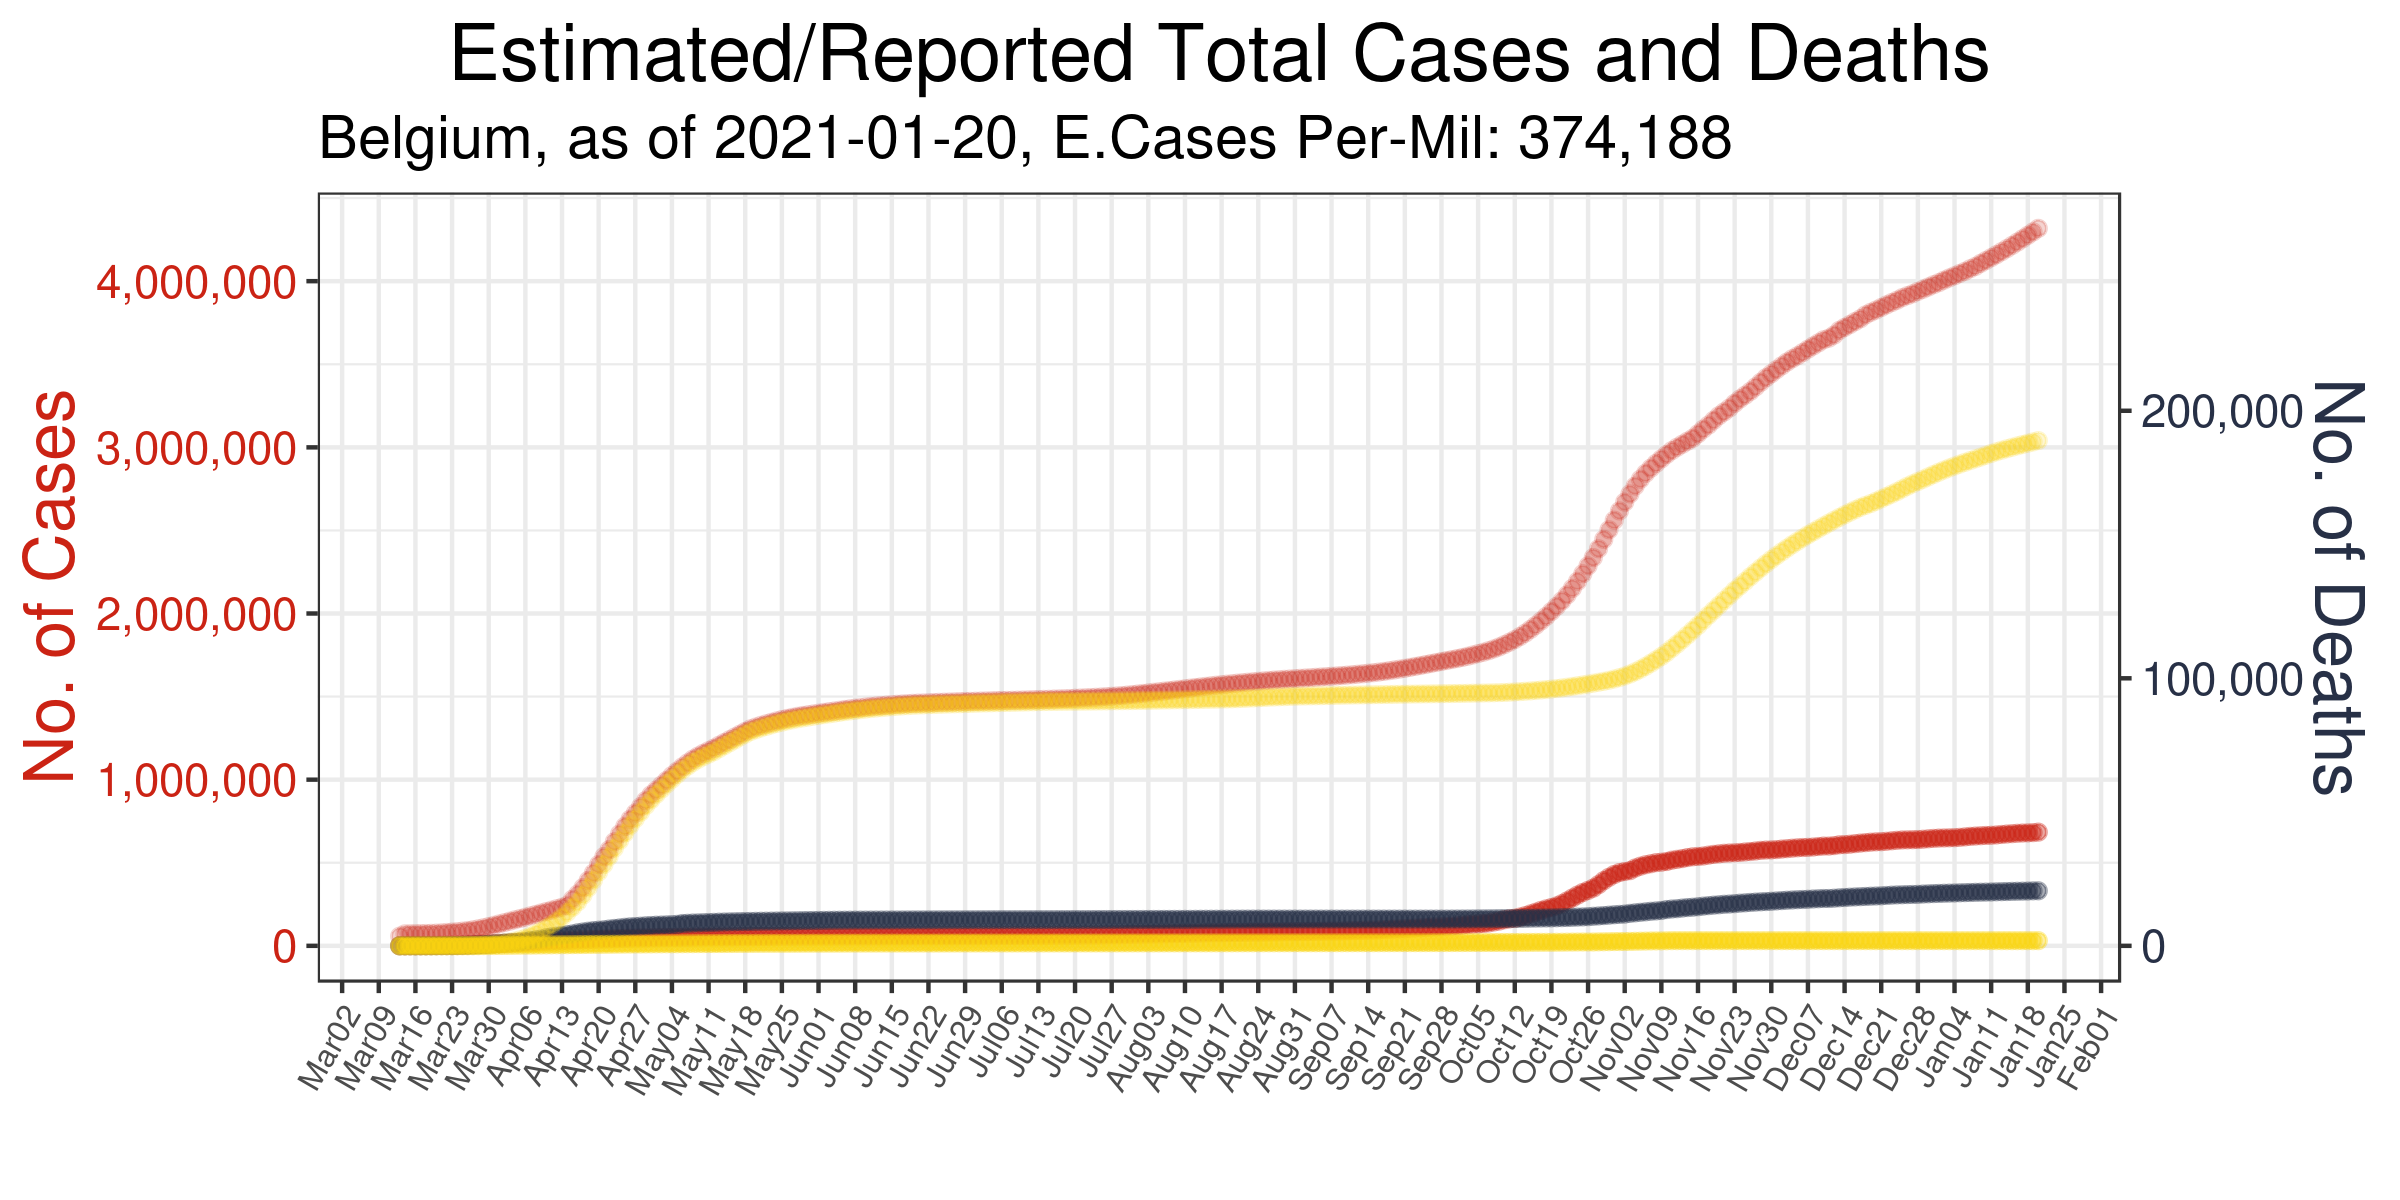 Estimated/Reported Total Cases and Deaths
Belgium, as of 2021-01-20, E.Cases Per-Mil: 374,188
No. of Cases
4,000,000
3,000,000
2,000,000
1,000,000
0
200,000
100,000
0
No. of Deaths
Mar02
Mar09
Mar16
Mar23
Mar30
Apr06
Apr13
Apr20
Apr27
May04
May11
May18
May25
Jun01
Jun08
Jun15
Jun22
Jun29
Jul06
Jul13
Jul20
Jul27
Aug03
Aug10
Aug17
Aug24
Aug31
Sep07
Sep14
Sep21
Sep28
Oct05
Oct12
Oct19
Oct26
Nov02
Nov09
Nov16
Nov23
Nov30
Dec07
Dec14
Dec21
Dec28
Jan04
Jan11
Jan18
Jan25
Feb01